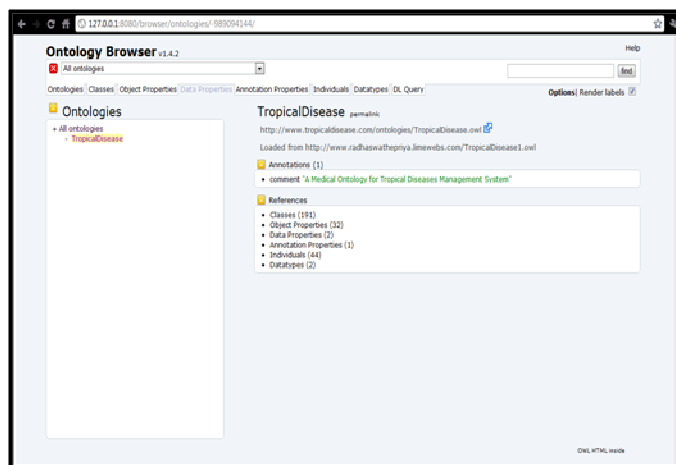 127.0.0.1:8080/browser/ontologies/-989094144/
Ontology Browser v1.4.2
Help
All ontologies
find
Ontologies Classes Object Properties Data Properties Annotation Properties Individuals Datatypes DL Query
Options| Render labels
Ontologies
All ontologies
TropicalDisease
TropicalDisease permalink
http://www.tropicaldisease.com/ontologies/TropicalDisease.owl
Loaded from http://www.radhaswathepriya.limewebs.com/TropicalDisease1.owl
Annotations (1)
• comment "A Medical Ontology for Tropical Diseases Management System"
References
• Classes (191)
• Object Properties (32)
• Data Properties (2)
• Annotation Properties (1)
• Individuals (44)
• Datatypes (2)
OWL HTML inside